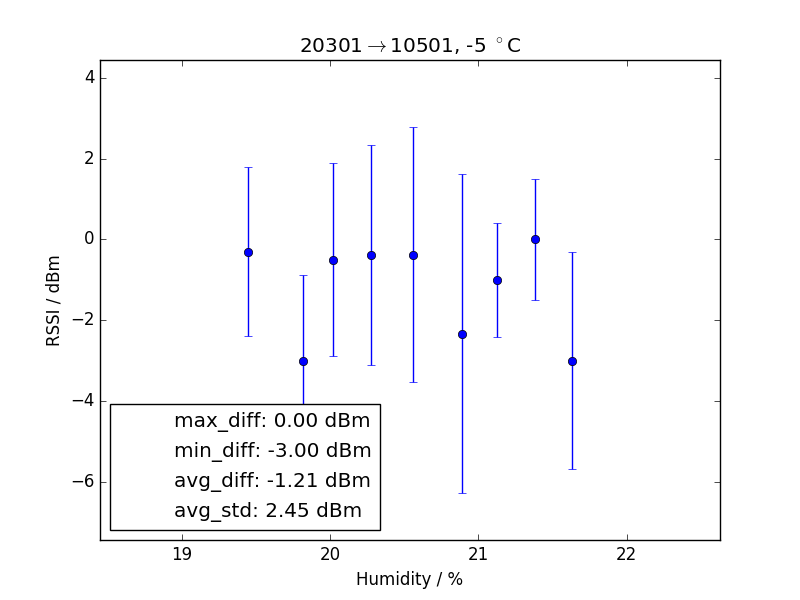 20301→10501, -5 °C
RSSI / dBm
4
2
0
−2
−4
−6
max_diff: 0.00 dBm
min_diff: -3.00 dBm
avg_diff: -1.21 dBm
avg_std: 2.45 dBm
19 20 21 22
Humidity / %